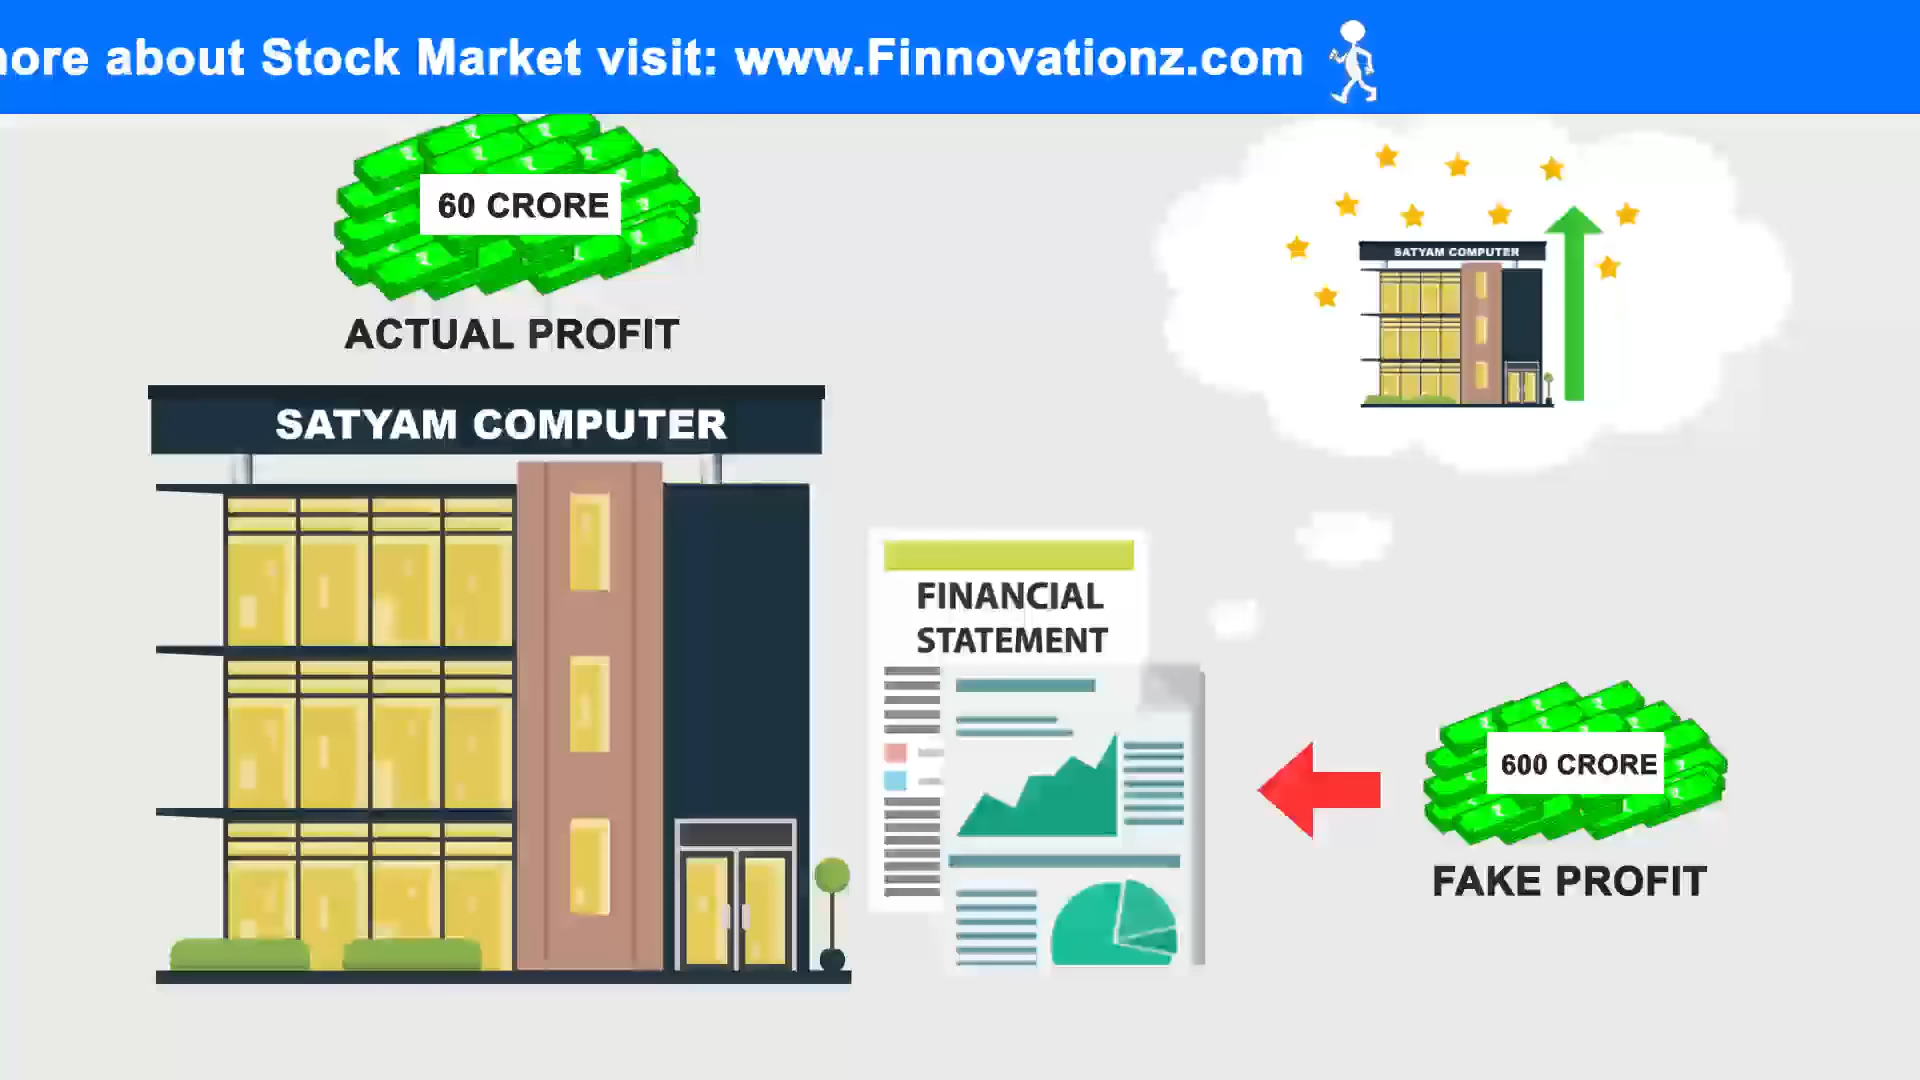 more about Stock Market visit: www.Finnovationz.com
60 CRORE
ACTUAL PROFIT
SATYAM COMPUTER
SATYAM COMPUTER
FINANCIAL
STATEMENT
600 CRORE
FAKE PROFIT